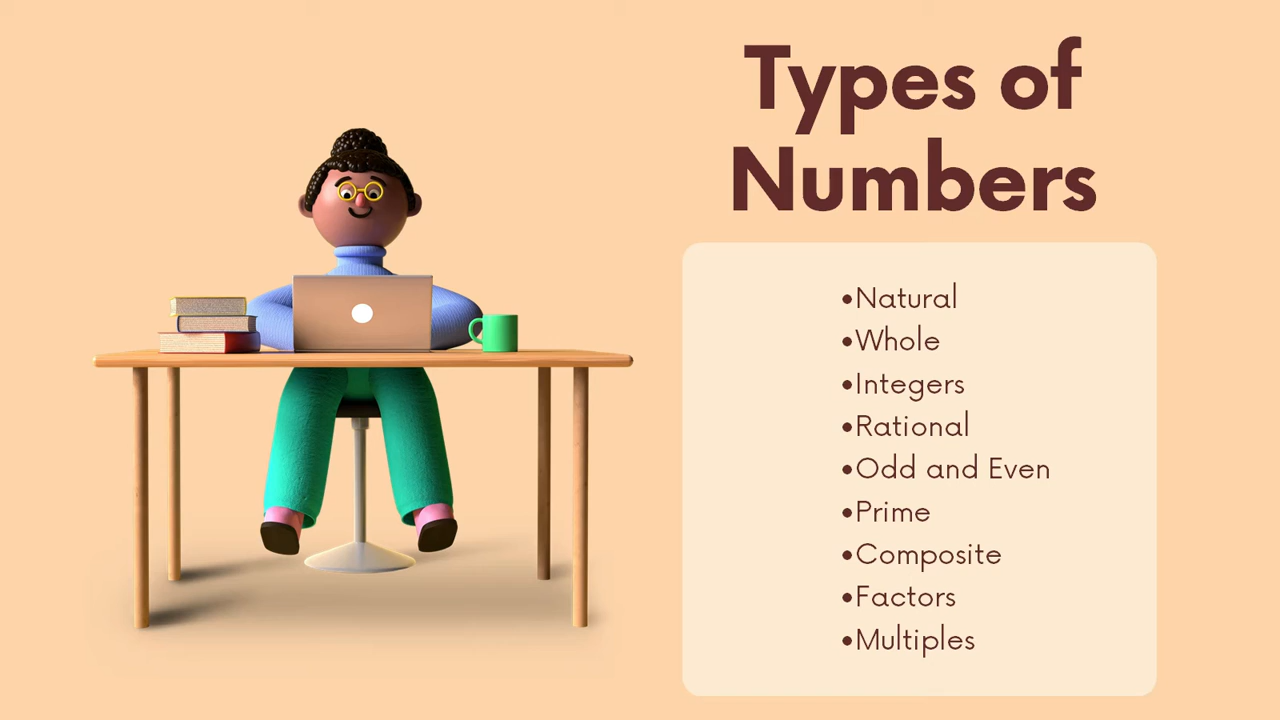 Types of
Numbers
•Natural
•Whole
•Integers
•Rational
•Odd and Even
•Prime
•Composite
•Factors
•Multiples